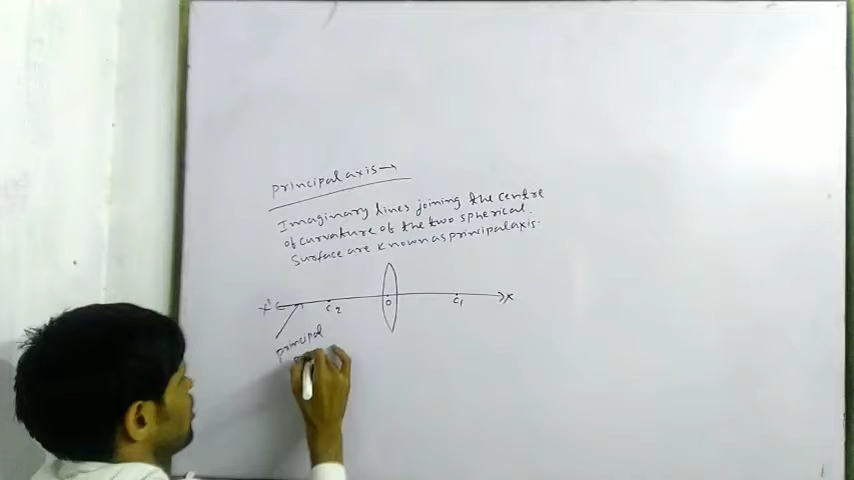 principal axis→
Imaginary lines joining the centre
of curvature of the two spherical.
Surface are known as principal axis.
X' C2 O C1 X
principal